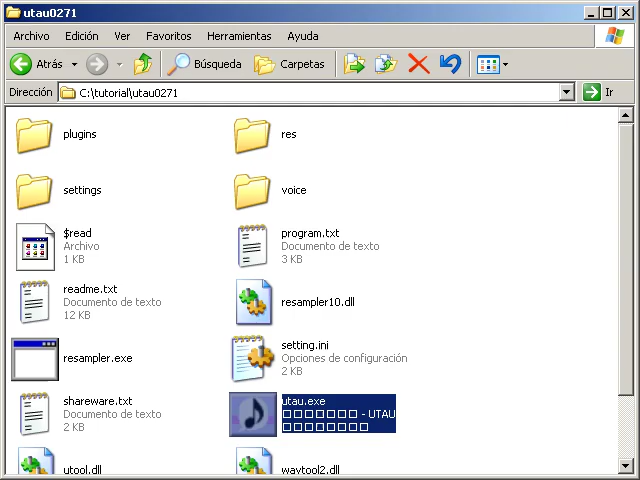 utau0271
Archivo Edición Ver Favoritos Herramientas Ayuda
Atrás Búsqueda Carpetas
Dirección C:\tutorial\utau0271 Ir
plugins
res
settings
voice
$read
Archivo
1 KB
program.txt
Documento de texto
3 KB
readme.txt
Documento de texto
12 KB
resampler10.dll
resampler.exe
setting.ini
Opciones de configuración
2 KB
shareware.txt
Documento de texto
2 KB
utau.exe
□□□□□□□ - UTAU
□□□□□□□□
utool.dll
wavtool2.dll